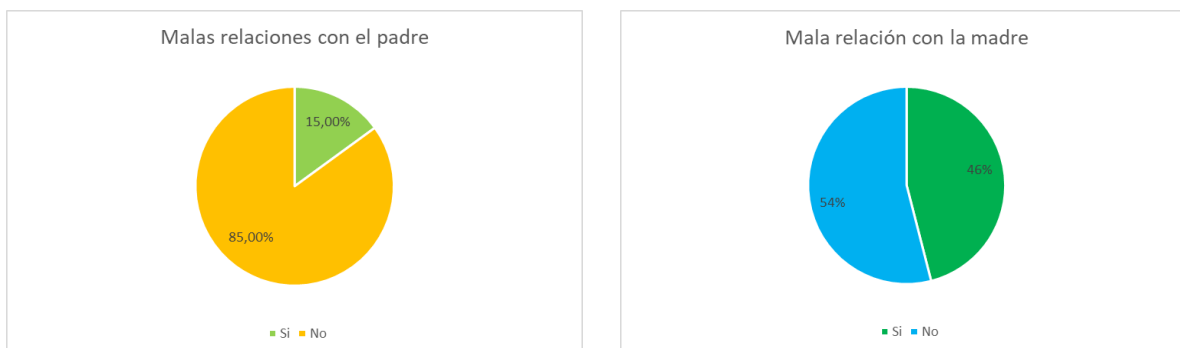 Malas relaciones con el padre
15,00%
85,00%
Si No
Mala relación con la madre
46%
54%
Si No